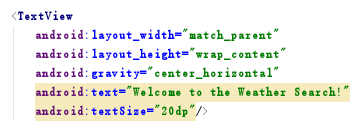 <TextView
android:layout_width="match_parent"
android:layout_height="wrap_content"
android:gravity="center_horizontal"
android:text="Welcome to the Weather Search!"
android:textSize="20dp"/>